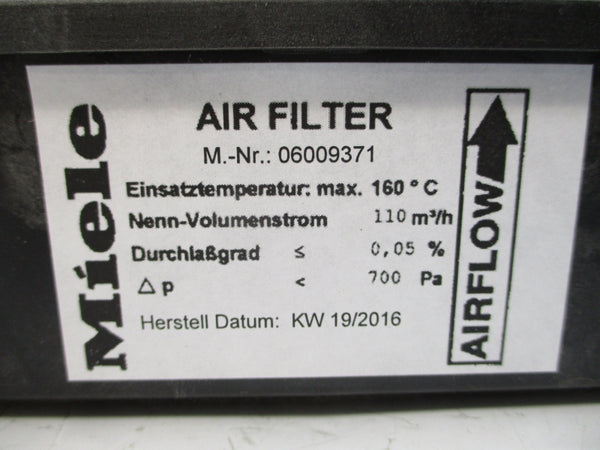 Miele
AIR FILTER
M.-Nr.: 06009371
Einsatztemperatur: max. 160 ° C
Nenn-Volumenstrom 110 m³/h
Durchlaßgrad ≤ 0,05 %
Δ p < 700 Pa
Herstell Datum: KW 19/2016
AIRFLOW